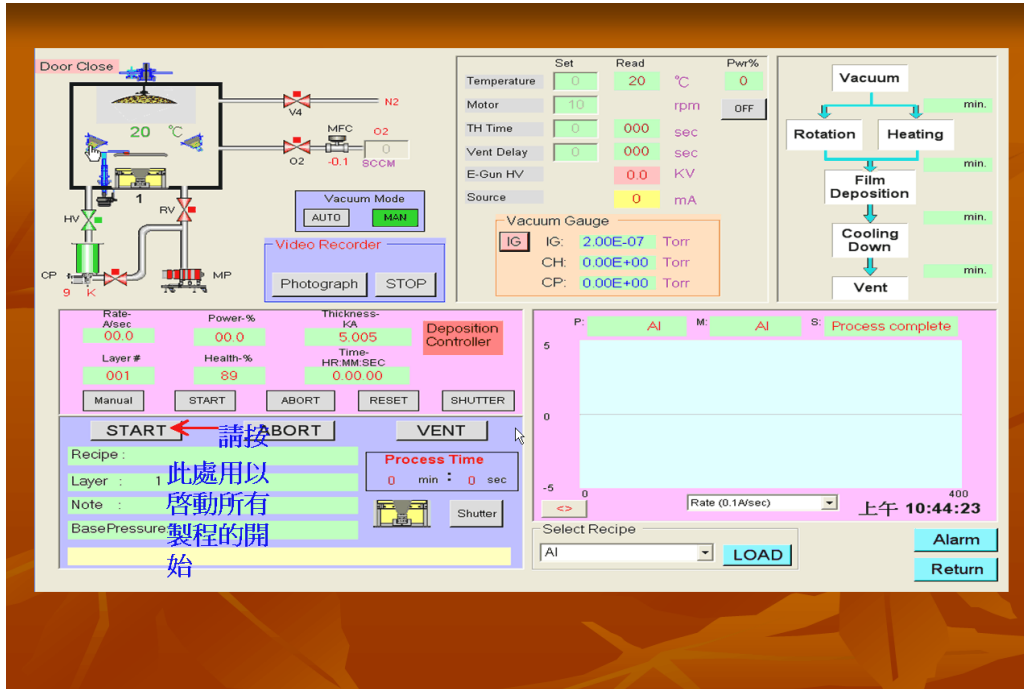 Door Close
20 ℃
V4
N2
MFC
O2
O2
-0.1
0
SCCM
1
HV
RV
CP
9 K
MP
Vacuum Mode
AUTO
MAN
Video Recorder
Photograph
STOP
Set Read Pwr%
Temperature 0 20 ℃ 0
Motor 10 rpm OFF
TH Time 0 000 sec
Vent Delay 0 000 sec
E-Gun HV 0.0 KV
Source 0 mA
Vacuum Gauge
IG IG: 2.00E-07 Torr
CH: 0.00E+00 Torr
CP: 0.00E+00 Torr
Vacuum
min.
Rotation Heating
min.
Film
Deposition
min.
Cooling
Down
min.
Vent
Rate-
A/sec
00.0
Power-%
00.0
Thickness-
KA
5.005
Deposition
Controller
Layer #
001
Health-%
89
Time-
HR:MM:SEC
0.00.00
Manual START ABORT RESET SHUTTER
START ABORT VENT
請按
此處用以
啓動所有
製程的開
始
Recipe :
Layer : 1
Note :
BasePressure:
Process Time
0 min : 0 sec
Shutter
P: Al M: Al S: Process complete
5
0
-5
0 400
<>
Rate (0.1A/sec)
上午 10:44:23
Select Recipe
Al
LOAD
Alarm
Return